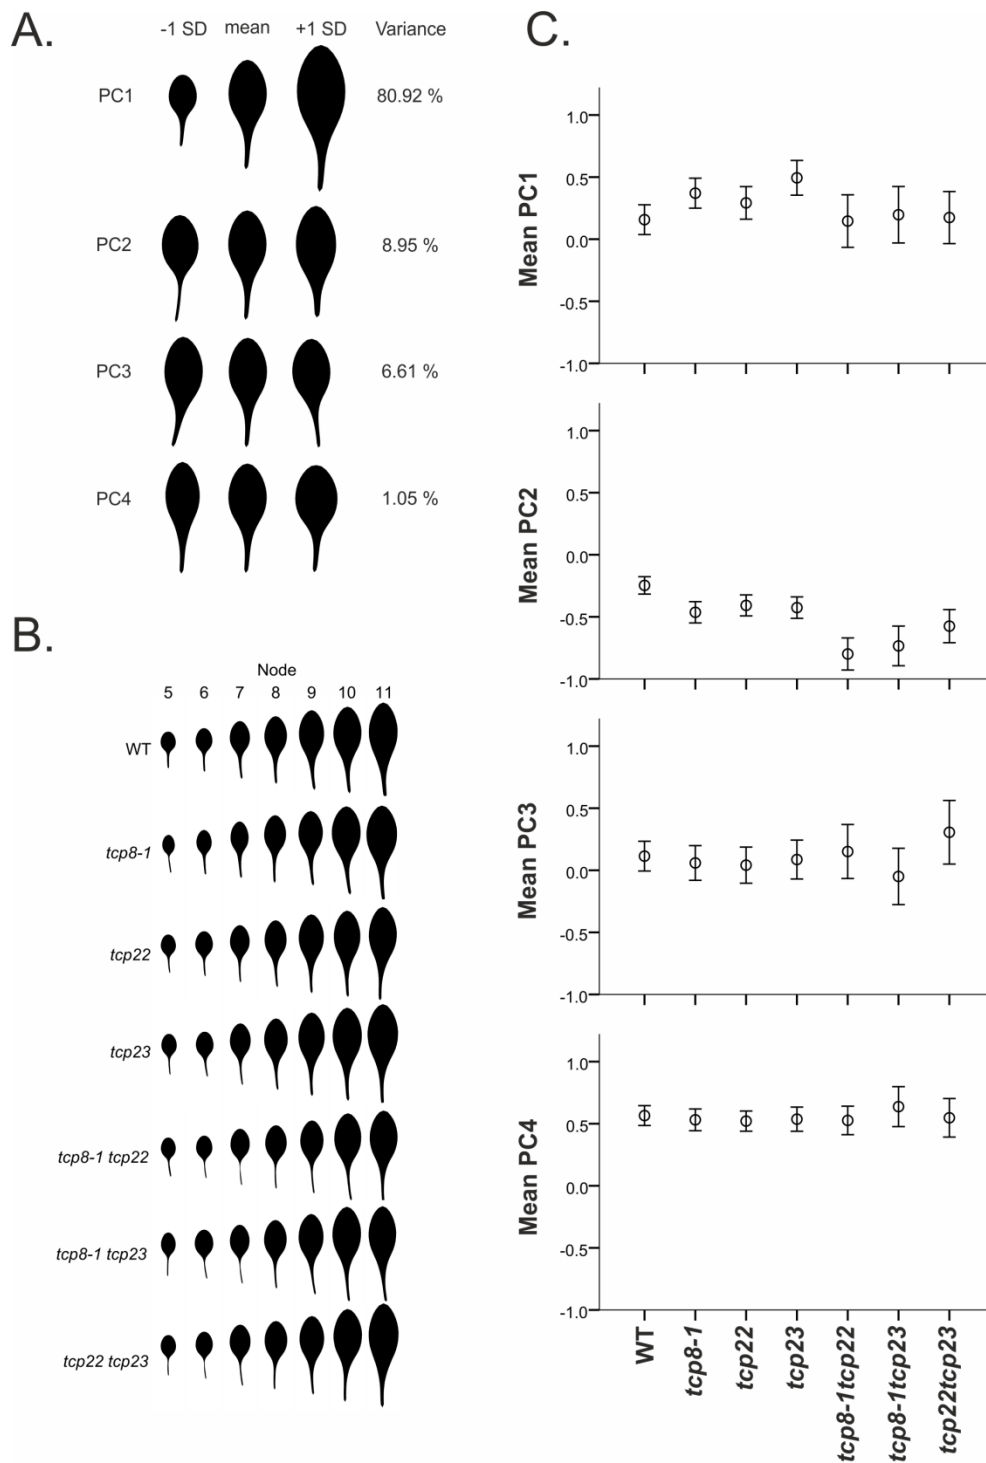 A.
-1 SD mean +1 SD Variance
PC1 80.92 %
PC2 8.95 %
PC3 6.61 %
PC4 1.05 %
B.
Node
5 6 7 8 9 10 11
WT
tcp8-1
tcp22
tcp23
tcp8-1 tcp22
tcp8-1 tcp23
tcp22 tcp23
C.
Mean PC1
1.0
0.5
0.0
-0.5
-1.0
Mean PC2
1.0
0.5
0.0
-0.5
-1.0
Mean PC3
1.0
0.5
0.0
-0.5
-1.0
Mean PC4
1.0
0.5
0.0
-0.5
-1.0
WT
tcp8-1
tcp22
tcp23
tcp8-1tcp22
tcp8-1tcp23
tcp22tcp23